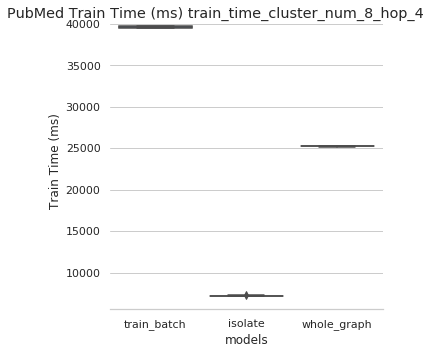 PubMed Train Time (ms) train_time_cluster_num_8_hop_4
40000
35000
30000
25000
20000
15000
10000
Train Time (ms)
train_batch isolate whole_graph
models